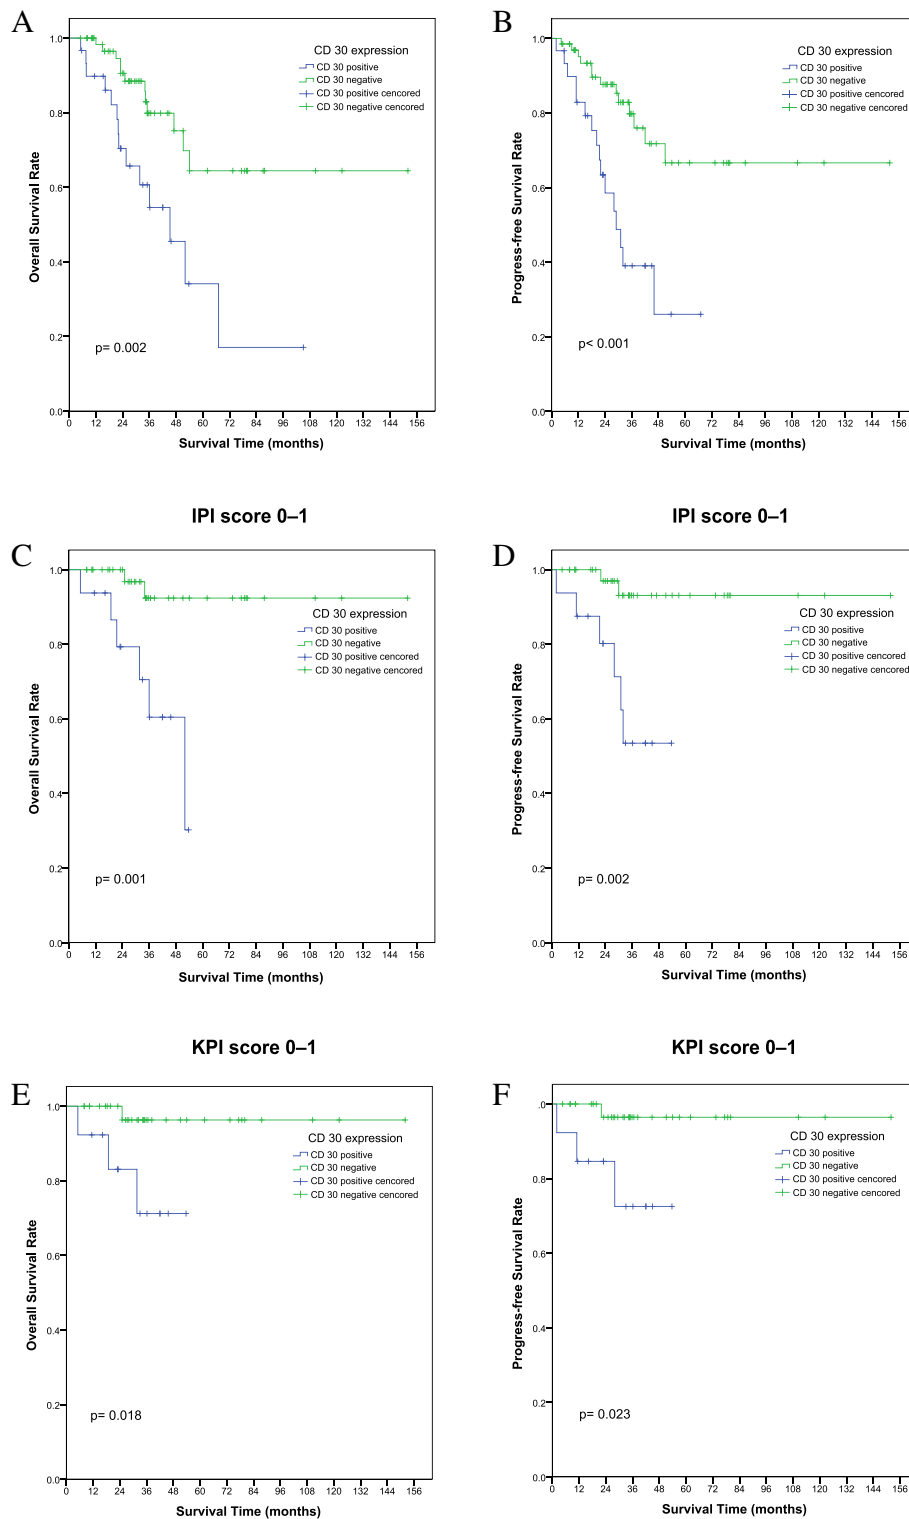 A
CD 30 expression
CD 30 positive
CD 30 negative
CD 30 positive cencored
CD 30 negative cencored
1.0
0.8
0.6
0.4
0.2
0.0
Overall Survival Rate
p= 0.002
0 12 24 36 48 60 72 84 96 108 120 132 144 156
Survival Time (months)
B
CD 30 expression
CD 30 positive
CD 30 negative
CD 30 positive cencored
CD 30 negative cencored
1.0
0.8
0.6
0.4
0.2
0.0
Progress-free Survival Rate
p< 0.001
0 12 24 36 48 60 72 84 96 108 120 132 144 156
Survival Time (months)
IPI score 0–1
C
CD 30 expression
CD 30 positive
CD 30 negative
CD 30 positive cencored
CD 30 negative cencored
1.0
0.8
0.6
0.4
0.2
0.0
Overall Survival Rate
p= 0.001
0 12 24 36 48 60 72 84 96 108 120 132 144 156
Survival Time (months)
IPI score 0–1
D
CD 30 expression
CD 30 positive
CD 30 negative
CD 30 positive cencored
CD 30 negative cencored
1.0
0.8
0.6
0.4
0.2
0.0
Progress-free Survival Rate
p= 0.002
0 12 24 36 48 60 72 84 96 108 120 132 144 156
Survival Time (months)
KPI score 0–1
E
CD 30 expression
CD 30 positive
CD 30 negative
CD 30 positive cencored
CD 30 negative cencored
1.0
0.8
0.6
0.4
0.2
0.0
Overall Survival Rate
p= 0.018
0 12 24 36 48 60 72 84 96 108 120 132 144 156
Survival Time (months)
KPI score 0–1
F
CD 30 expression
CD 30 positive
CD 30 negative
CD 30 positive cencored
CD 30 negative cencored
.0
0.8
0.6
0.4
0.2
0.0
Progress-free Survival Rate
p= 0.023
0 12 24 36 48 60 72 84 96 108 120 132 144 156
Survival Time (months)